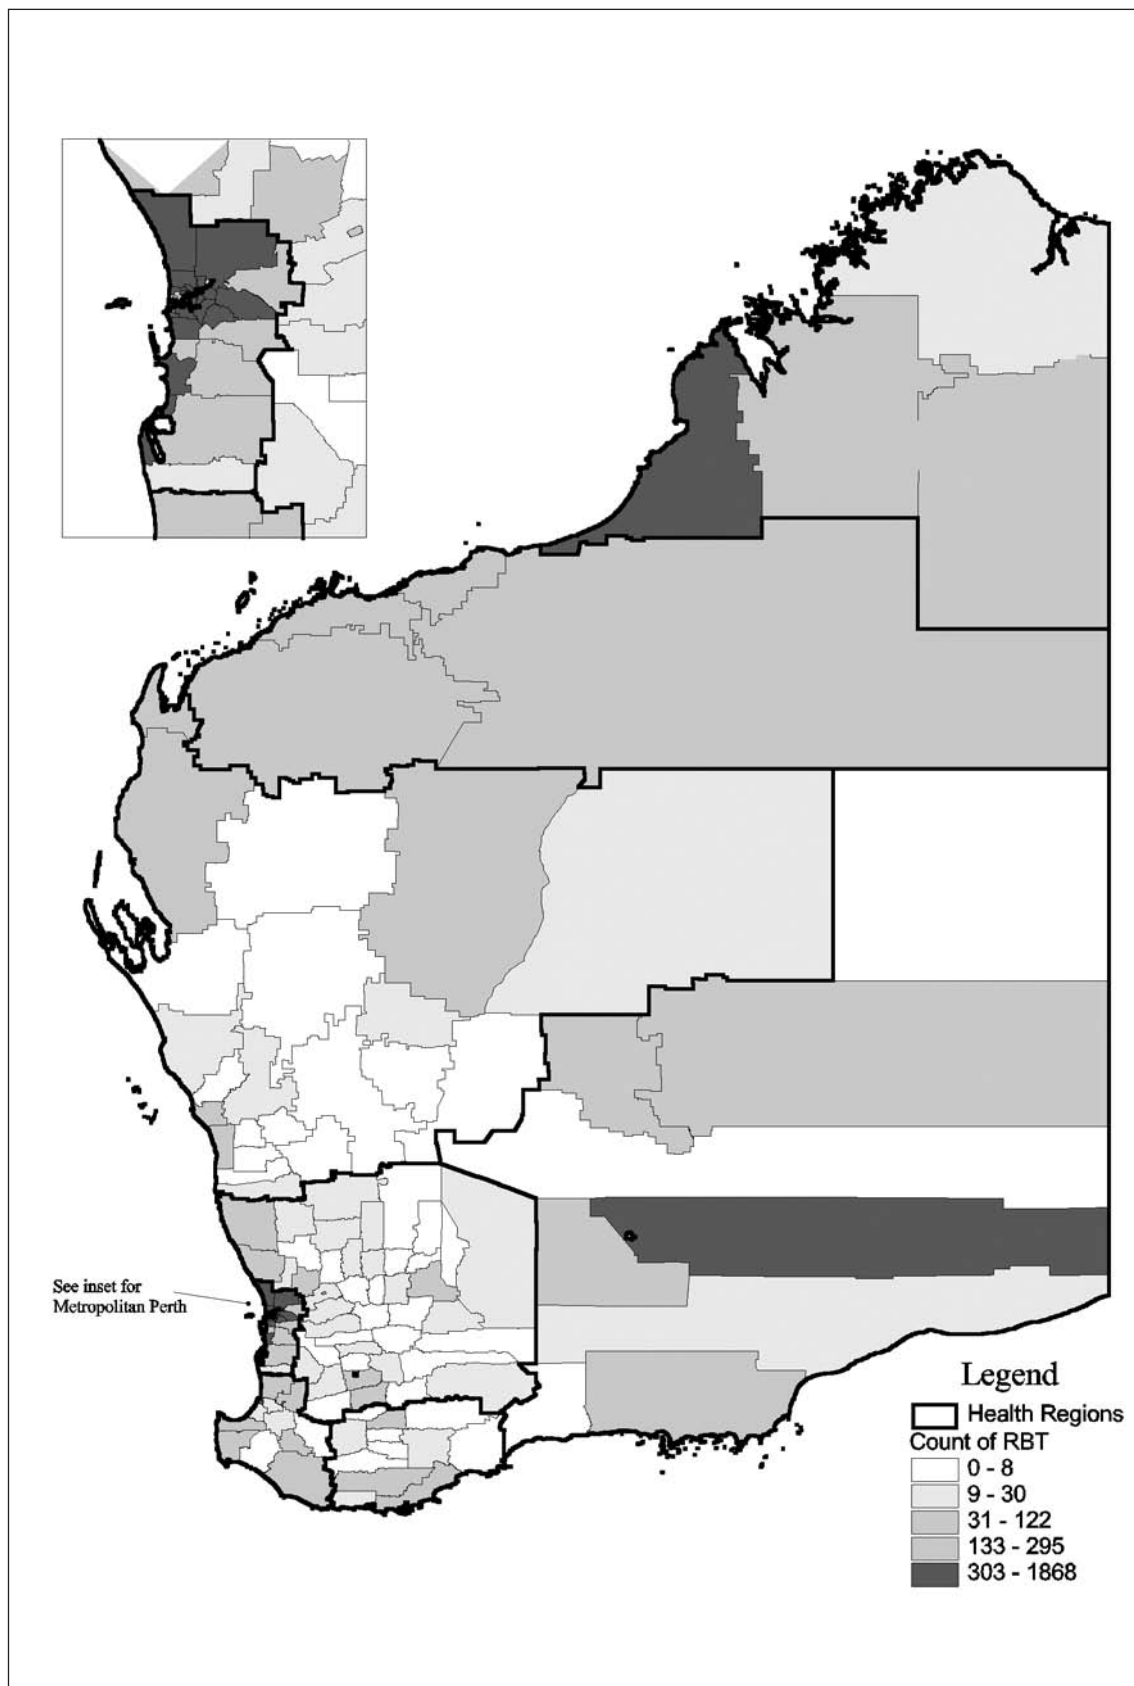 See inset for
Metropolitan Perth
Legend
Health Regions
Count of RBT
0 - 8
9 - 30
31 - 122
133 - 295
303 - 1868